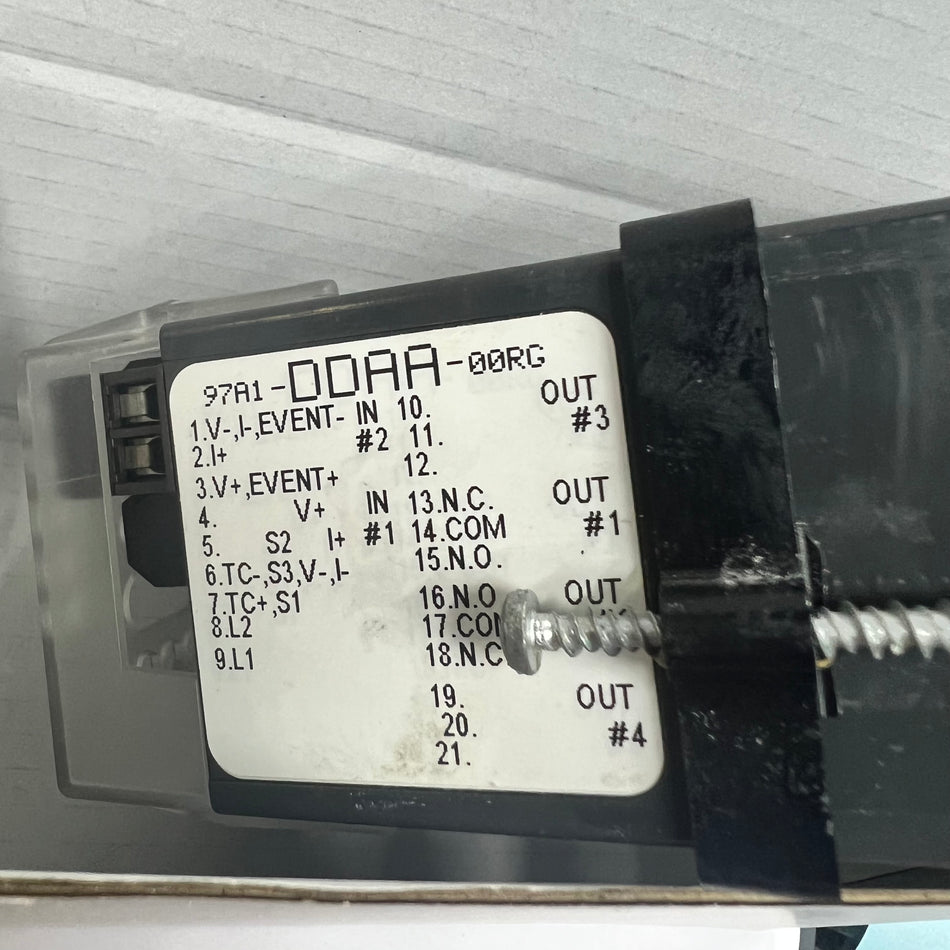 97A1-DDAA-00RG
1.V-,I-,EVENT- IN
2.I+ #2
3.V+,EVENT+
4. V+ IN
5. S2 I+ #1
6.TC-,S3,V-,I-
7.TC+,S1
8.L2
9.L1
10. OUT
11. #3
12.
13.N.C. OUT
14.COM #1
15.N.O.
16.N.O OUT
17.
18.N.C
19. OUT
20. #4
21.